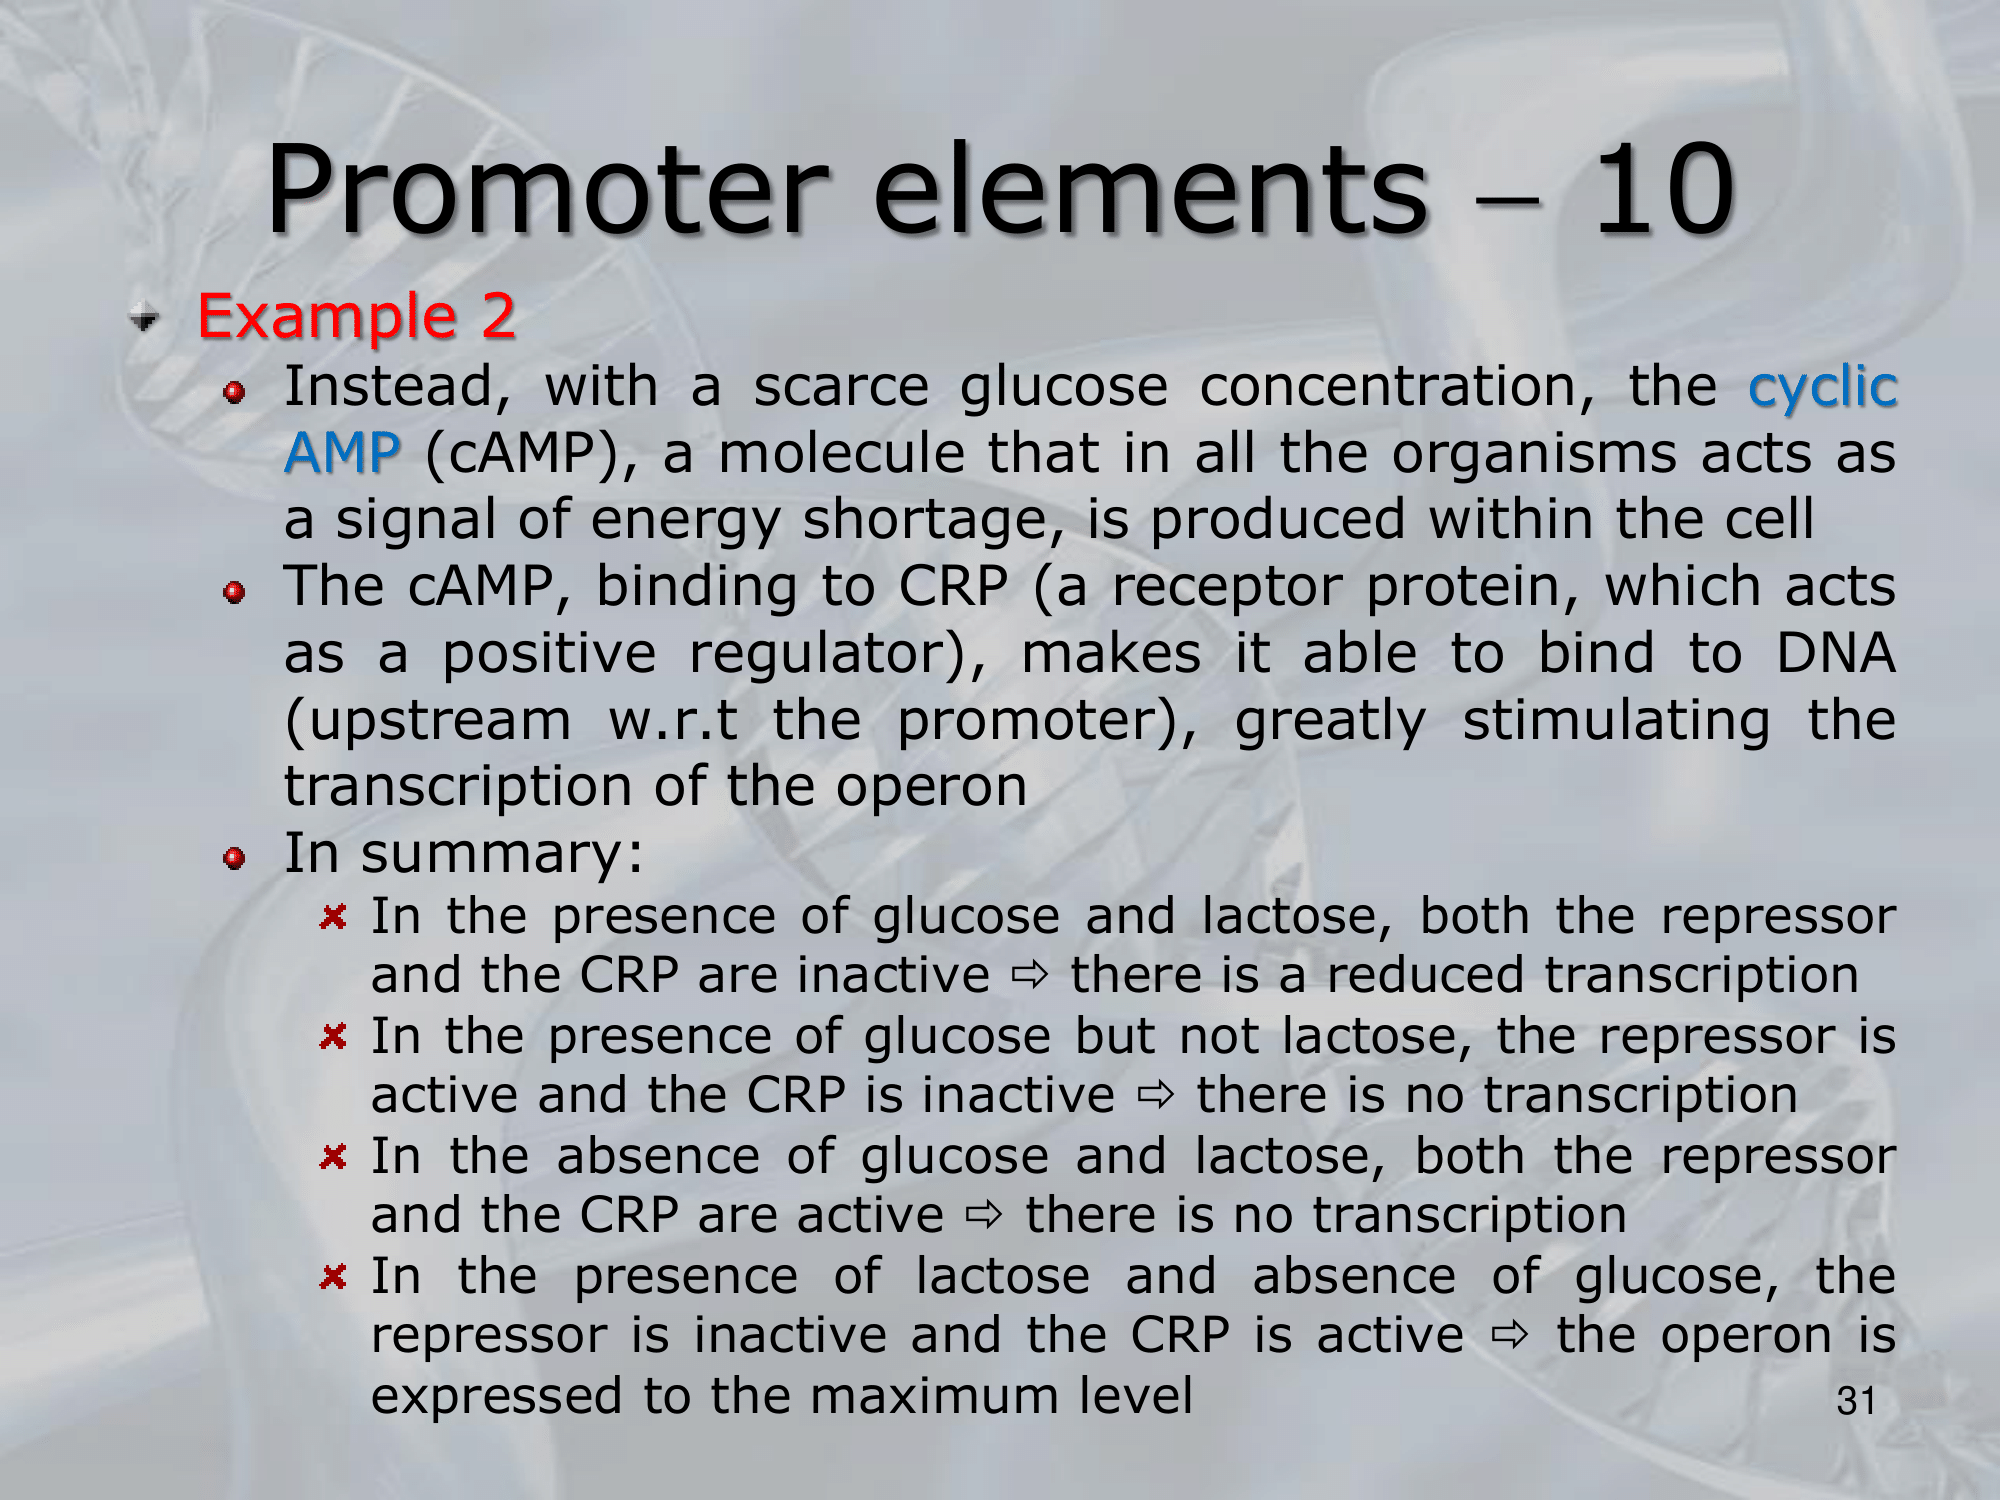 Promoter elements – 10
Example 2
Instead, with a scarce glucose concentration, the cyclic
AMP (cAMP), a molecule that in all the organisms acts as
a signal of energy shortage, is produced within the cell
The cAMP, binding to CRP (a receptor protein, which acts
as a positive regulator), makes it able to bind to DNA
(upstream w.r.t the promoter), greatly stimulating the
transcription of the operon
In summary:
In the presence of glucose and lactose, both the repressor
and the CRP are inactive ⇨ there is a reduced transcription
In the presence of glucose but not lactose, the repressor is
active and the CRP is inactive ⇨ there is no transcription
In the absence of glucose and lactose, both the repressor
and the CRP are active ⇨ there is no transcription
In the presence of lactose and absence of glucose, the
repressor is inactive and the CRP is active ⇨ the operon is
expressed to the maximum level
31